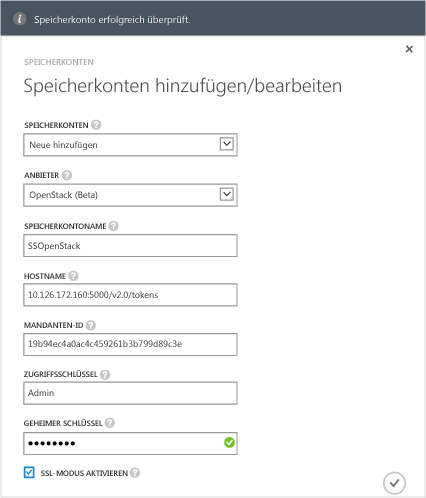 Speicherkonto erfolgreich überprüft.
SPEICHERKONTEN
Speicherkonten hinzufügen/bearbeiten
SPEICHERKONTEN
Neue hinzufügen
ANBIETER
OpenStack (Beta)
SPEICHERKONTONAME
SSOpenStack
HOSTNAME
10.126.172.160:5000/v2.0/tokens
MANDANTEN-ID
19b94ec4a0ac4c459261b3b799d89c3e
ZUGRIFFSSCHLÜSSEL
Admin
GEHEIMER SCHLÜSSEL
●●●●●●●●
SSL-MODUS AKTIVIEREN